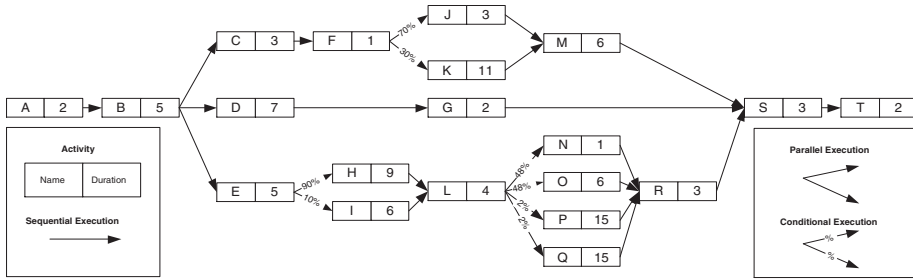 J 3
C 3 F 1
70%
30%
M 6
K 11
A 2 B 5 D 7 G 2 S 3 T 2
Activity
Name Duration
Sequential Execution
N 1
H 9
90%
10%
48%
48%
2%
2%
E 5 L 4 O 6 R 3
I 6 P 15
Q 15
Parallel Execution
Conditional Execution
%
%